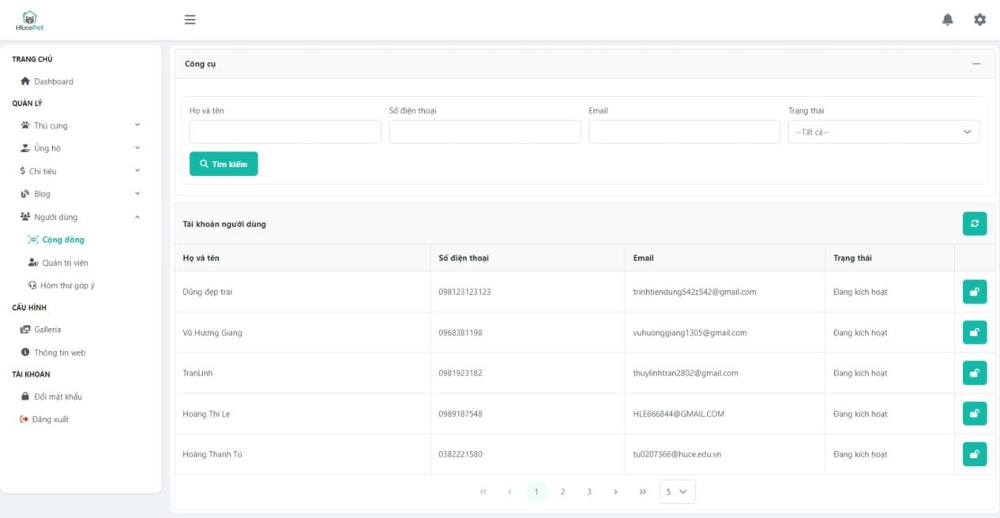 HucePet
TRANG CHỦ
Dashboard
QUẢN LÝ
Thú cưng
Ủng hộ
Chi tiêu
Blog
Người dùng
Cộng đồng
Quản trị viên
Hòm thư góp ý
CẤU HÌNH
Galleria
Thông tin web
TÀI KHOẢN
Đổi mật khẩu
Đăng xuất
Công cụ
Họ và tên Số điện thoại Email Trạng thái
--Tất cả--
Tìm kiếm
Tài khoản người dùng
Họ và tên Số điện thoại Email Trạng thái
Dũng đẹp trai 098123123123 trinhtiendung542z542@gmail.com Đang kích hoạt
Vũ Hương Giang 0968381198 vuhuonggiang1305@gmail.com Đang kích hoạt
TranLinh 0981923182 thuylinhtran2802@gmail.com Đang kích hoạt
Hoang Thi Le 0989187548 HLE666844@GMAIL.COM Đang kích hoạt
Hoàng Thanh Tú 0382221580 tu0207366@huce.edu.vn Đang kích hoạt
« ‹ 1 2 3 › » 5